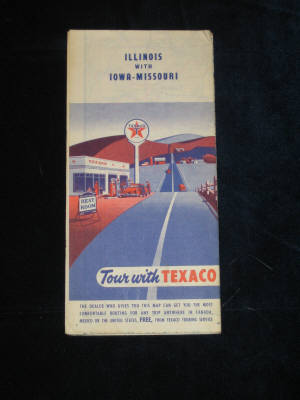 ILLINOIS
WITH
IOWA-MISSOURI
TEXACO
T
TEXACO
REST
ROOM
Tour with TEXACO
THE DEALER WHO GIVES YOU THIS MAP CAN GET YOU THE MOST
COMFORTABLE ROUTING FOR ANY TRIP ANYWHERE IN CANADA,
MEXICO OR THE UNITED STATES, FREE, FROM TEXACO TOURING SERVICE